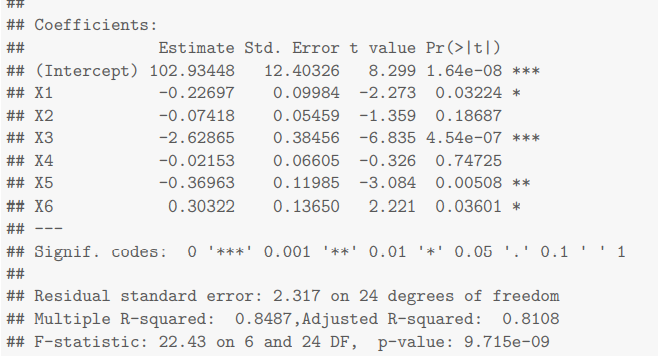 ##
## Coefficients:
## Estimate Std. Error t value Pr(>|t|)
## (Intercept) 102.93448 12.40326 8.299 1.64e-08 ***
## X1 -0.22697 0.09984 -2.273 0.03224 *
## X2 -0.07418 0.05459 -1.359 0.18687
## X3 -2.62865 0.38456 -6.835 4.54e-07 ***
## X4 -0.02153 0.06605 -0.326 0.74725
## X5 -0.36963 0.11985 -3.084 0.00508 **
## X6 0.30322 0.13650 2.221 0.03601 *
## ---
## Signif. codes: 0 '***' 0.001 '**' 0.01 '*' 0.05 '.' 0.1 ' ' 1
##
## Residual standard error: 2.317 on 24 degrees of freedom
## Multiple R-squared: 0.8487,Adjusted R-squared: 0.8108
## F-statistic: 22.43 on 6 and 24 DF, p-value: 9.715e-09